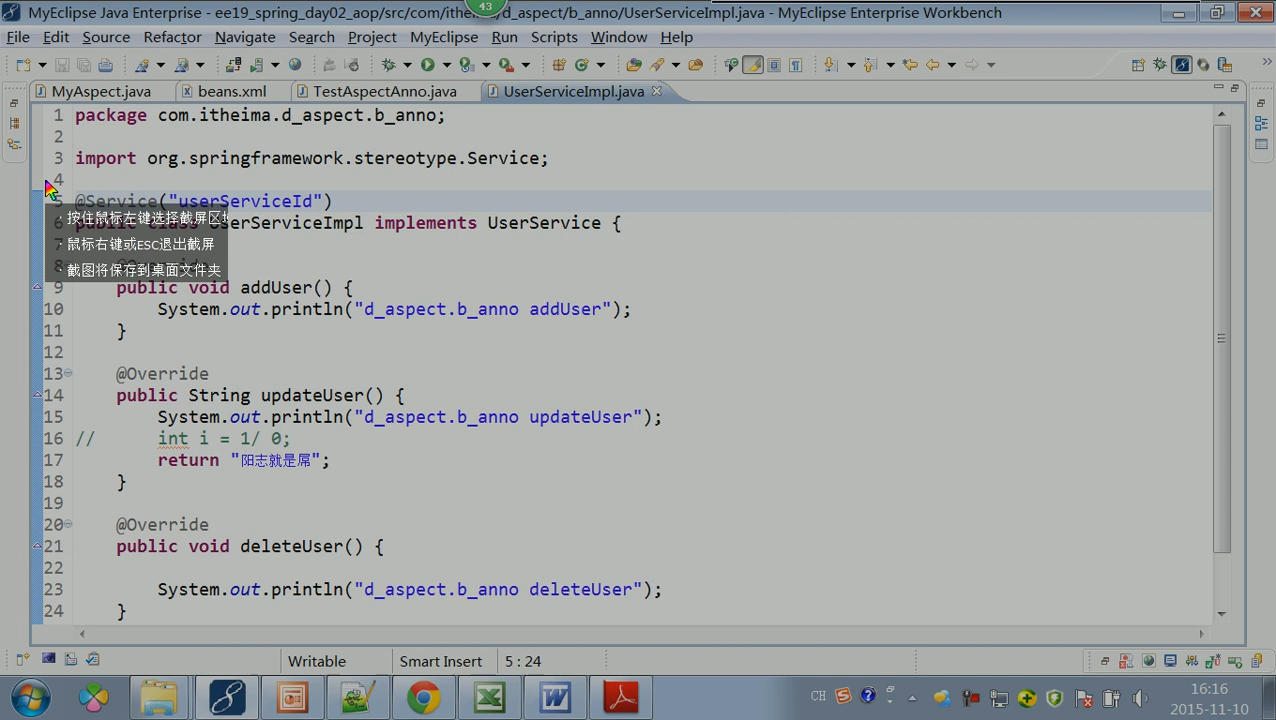 MyEclipse Java Enterprise - ee19_spring_day02_aop/src/com/itheima/d_aspect/b_anno/UserServiceImpl.java - MyEclipse Enterprise Workbench
43
File Edit Source Refactor Navigate Search Project MyEclipse Run Scripts Window Help
MyAspect.java beans.xml TestAspectAnno.java UserServiceImpl.java
1 package com.itheima.d_aspect.b_anno;
2
3 import org.springframework.stereotype.Service;
4
5 @Service("userServiceId")
按住鼠标左键选择截屏区
6 public class UserServiceImpl implements UserService {
7
鼠标右键或ESC退出截屏
8 @Override
截图将保存到桌面文件夹
9 public void addUser() {
10 System.out.println("d_aspect.b_anno addUser");
11 }
12
13 @Override
14 public String updateUser() {
15 System.out.println("d_aspect.b_anno updateUser");
16 // int i = 1/ 0;
17 return "阳志就是屌";
18 }
19
20 @Override
21 public void deleteUser() {
22
23 System.out.println("d_aspect.b_anno deleteUser");
24 }
Writable Smart Insert 5 : 24
CH 16:16
2015-11-10